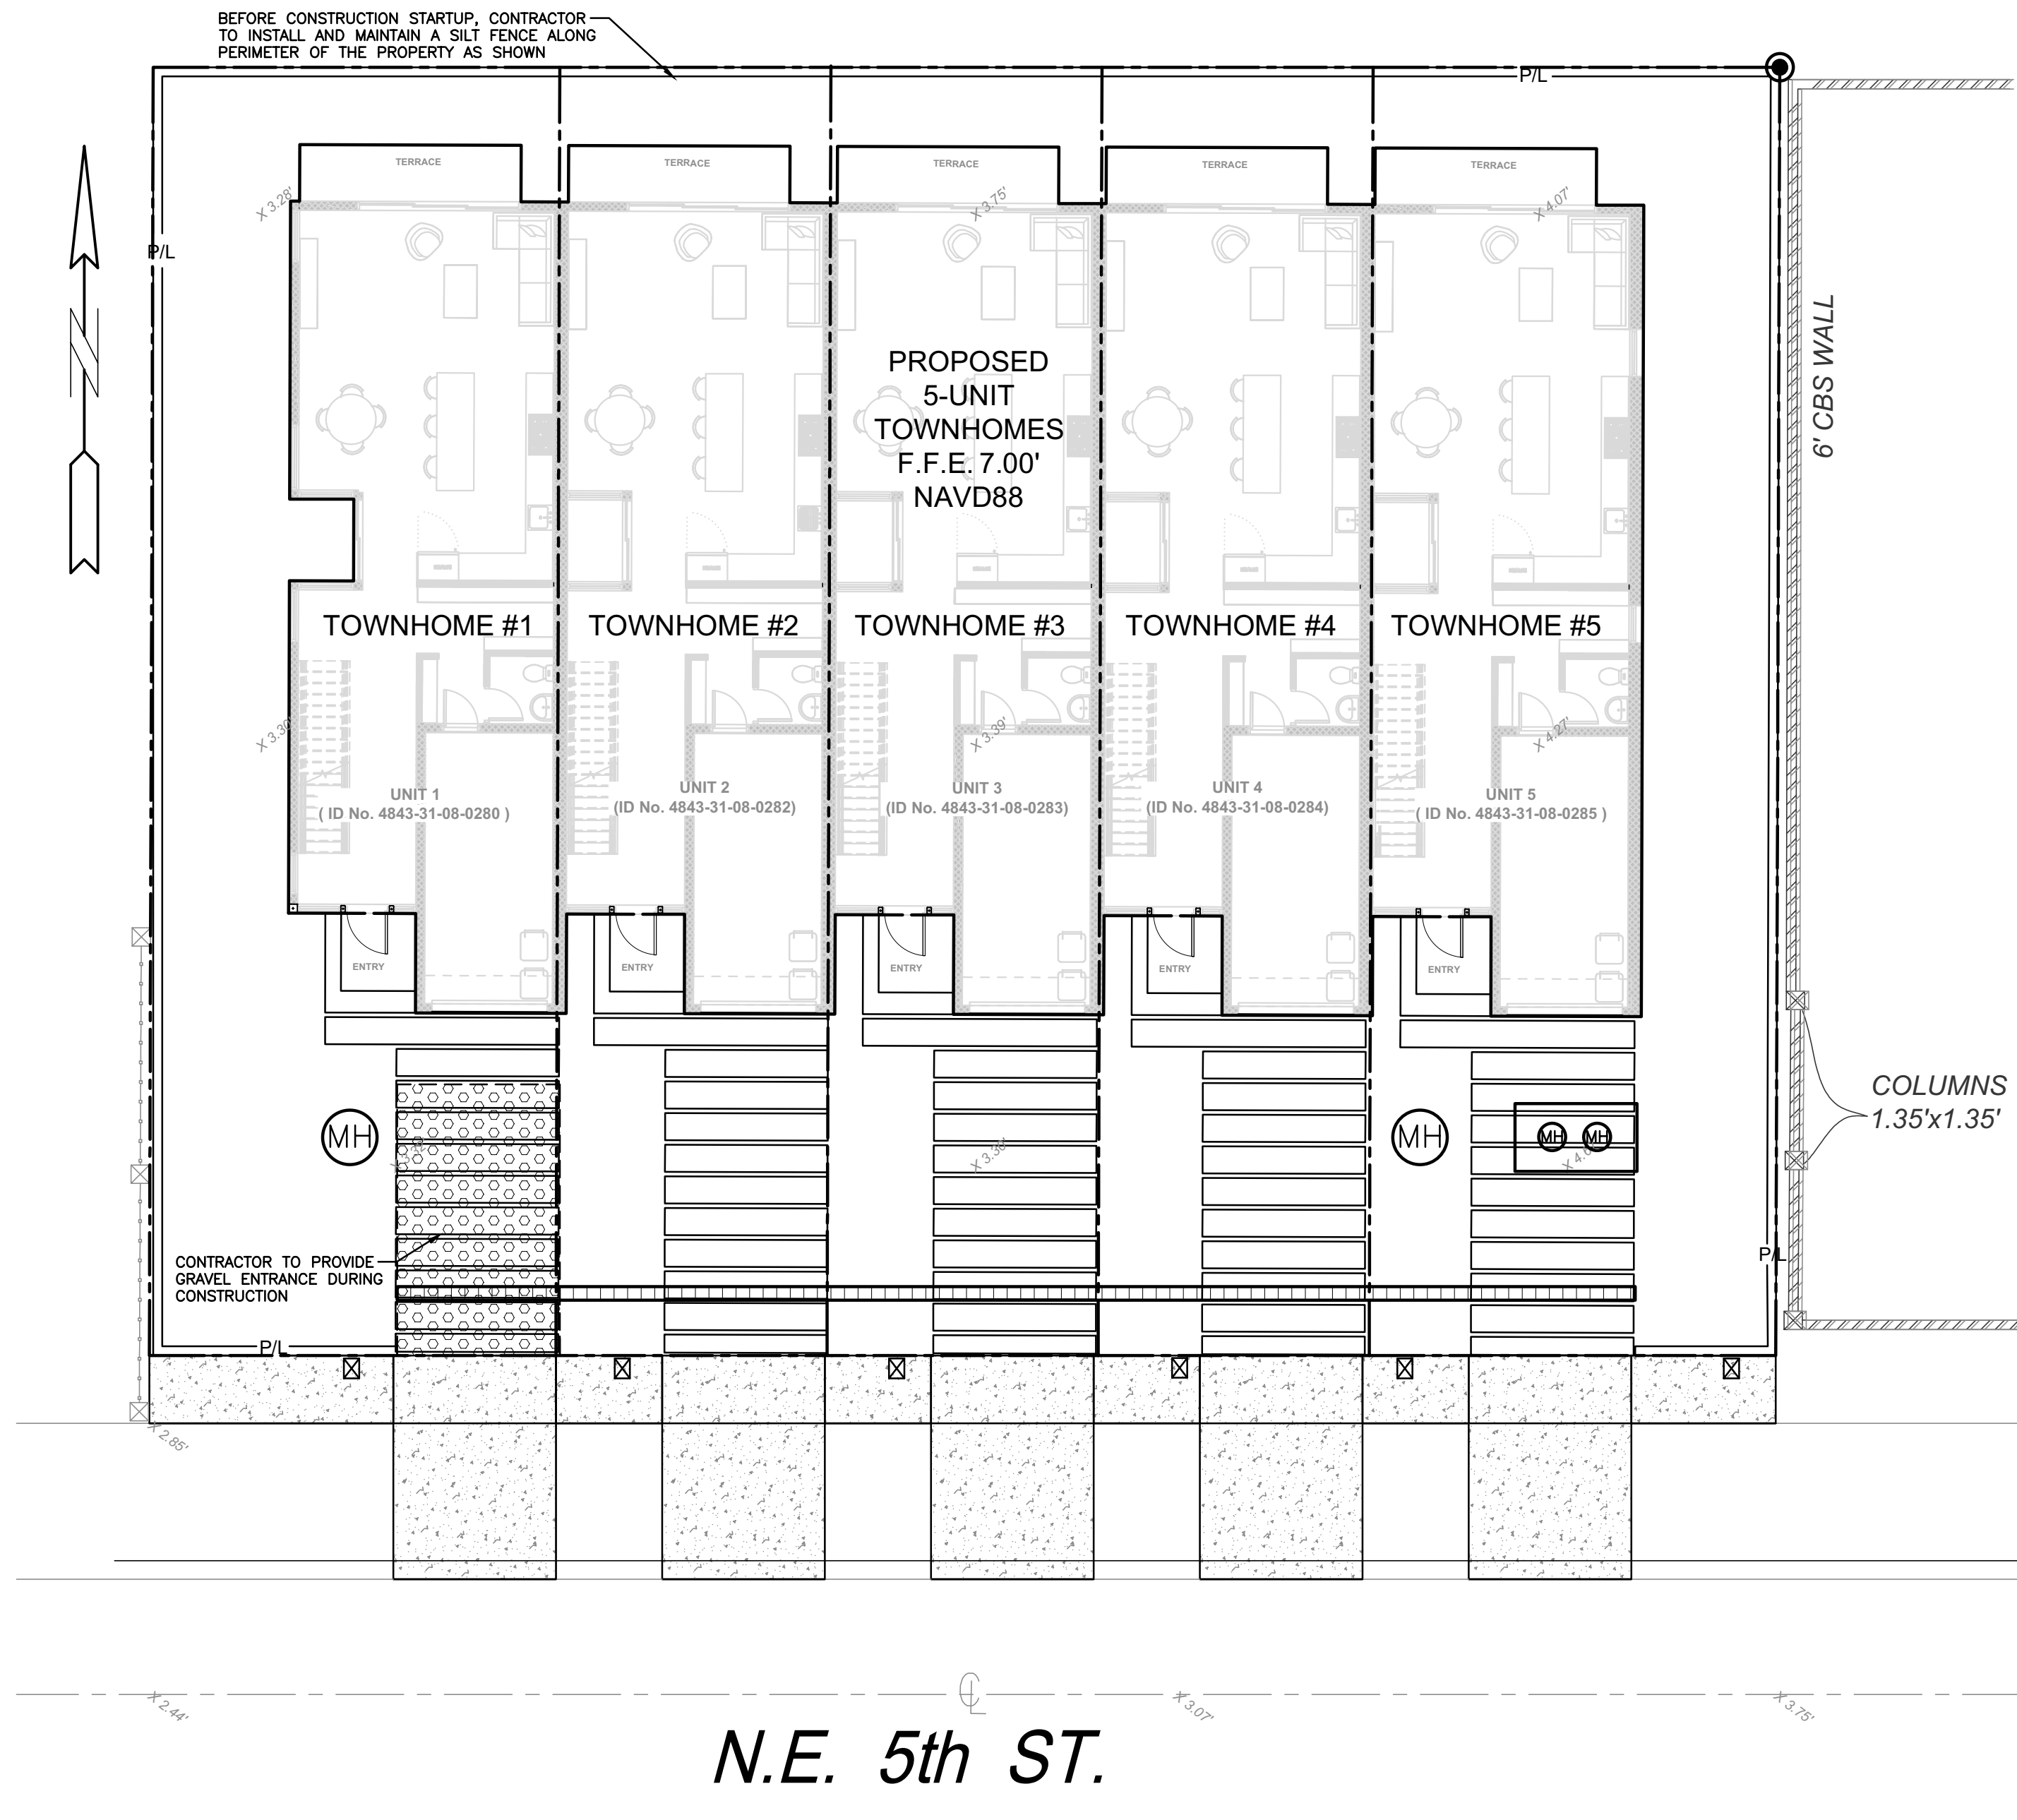 BEFORE CONSTRUCTION STARTUP, CONTRACTOR
TO INSTALL AND MAINTAIN A SILT FENCE ALONG
PERIMETER OF THE PROPERTY AS SHOWN
P/L
TERRACE
TERRACE
TERRACE
TERRACE
TERRACE
X 3.28'
X 3.75'
X 4.07'
P/L
N
6' CBS WALL
PROPOSED
5-UNIT
TOWNHOMES
F.F.E. 7.00'
NAVD88
TOWNHOME #1
TOWNHOME #2
TOWNHOME #3
TOWNHOME #4
TOWNHOME #5
X 3.30'
X 3.39'
X 4.27'
UNIT 1
( ID No. 4843-31-08-0280 )
UNIT 2
(ID No. 4843-31-08-0282)
UNIT 3
(ID No. 4843-31-08-0283)
UNIT 4
(ID No. 4843-31-08-0284)
UNIT 5
( ID No. 4843-31-08-0285 )
ENTRY
ENTRY
ENTRY
ENTRY
ENTRY
COLUMNS
1.35'x1.35'
MH
MH
MH
MH
CONTRACTOR TO PROVIDE
GRAVEL ENTRANCE DURING
CONSTRUCTION
P/L
P/L
X 2.85'
X 2.44'
CL
X 3.07'
X 3.75'
N.E. 5th ST.